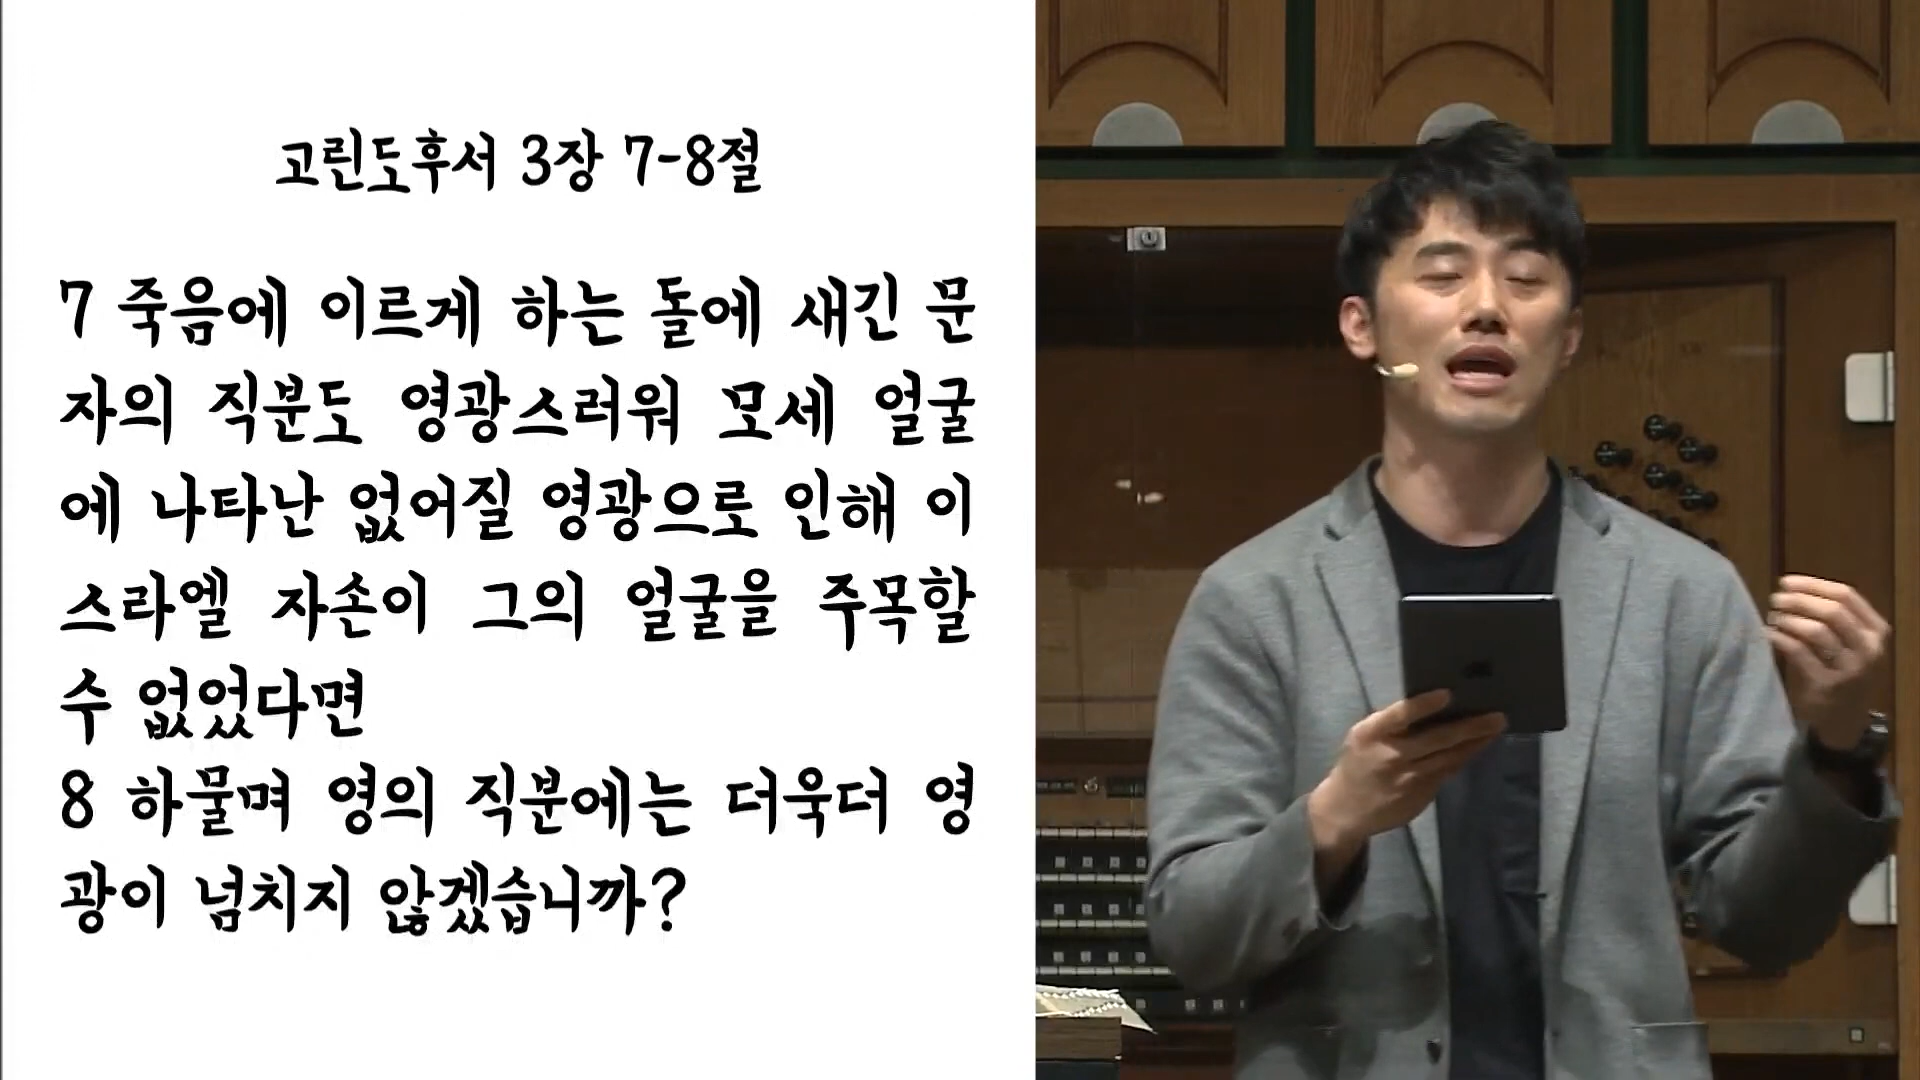 고린도후서 3장 7-8절
7 죽음에 이르게 하는 돌에 새긴 문
자의 직분도 영광스러워 모세 얼굴
에 나타난 없어질 영광으로 인해 이
스라엘 자손이 그의 얼굴을 주목할
수 없었다면
8 하물며 영의 직분에는 더욱더 영
광이 넘치지 않겠습니까?